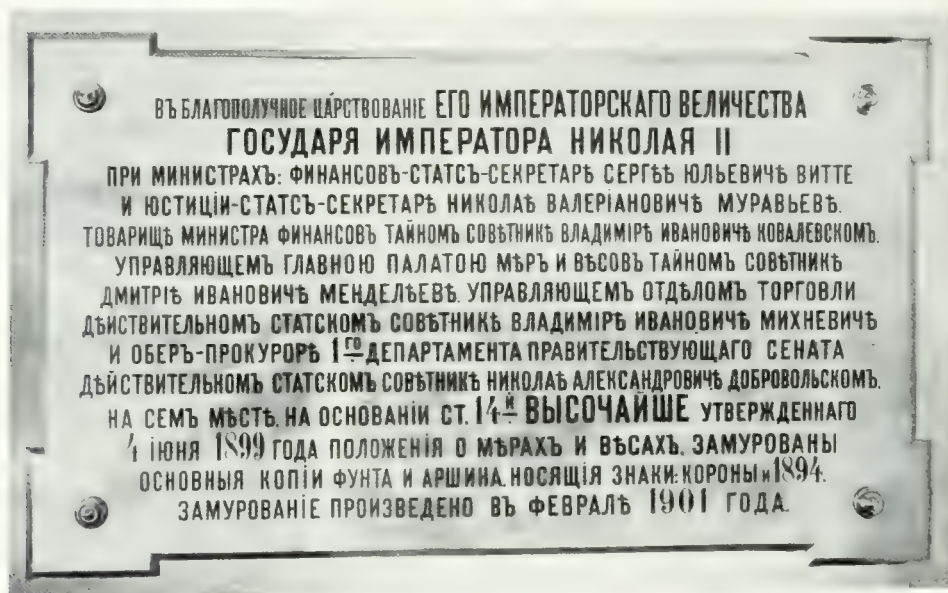 ВЪ БЛАГОПОЛУЧНОЕ ЦАРСТВОВАНІЕ ЕГО ИМПЕРАТОРСКАГО ВЕЛИЧЕСТВА
ГОСУДАРЯ ИМПЕРАТОРА НИКОЛАЯ II
ПРИ МИНИСТРАХЪ: ФИНАНСОВЪ-СТАТСЪ-СЕКРЕТАРѢ СЕРГѢѢ ЮЛЬЕВИЧѢ ВИТТЕ
И ЮСТИЦІИ-СТАТСЪ-СЕКРЕТАРѢ НИКОЛАѢ ВАЛЕРІАНОВИЧѢ МУРАВЬЕВѢ.
ТОВАРИЩѢ МИНИСТРА ФИНАНСОВЪ ТАЙНОМЪ СОВѢТНИКѢ ВЛАДИМІРѢ ИВАНОВИЧѢ КОВАЛЕВСКОМЪ.
УПРАВЛЯЮЩЕМЪ ГЛАВНОЮ ПАЛАТОЮ МѢРЪ И ВѢСОВЪ ТАЙНОМЪ СОВѢТНИКѢ
ДМИТРІѢ ИВАНОВИЧѢ МЕНДЕЛѢЕВѢ. УПРАВЛЯЮЩЕМЪ ОТДѢЛОМЪ ТОРГОВЛИ
ДѢЙСТВИТЕЛЬНОМЪ СТАТСКОМЪ СОВѢТНИКѢ ВЛАДИМІРѢ ИВАНОВИЧѢ МИХНЕВИЧѢ
И ОБЕРЪ-ПРОКУРОРѢ 1ГО ДЕПАРТАМЕНТА ПРАВИТЕЛЬСТВУЮЩАГО СЕНАТА
ДѢЙСТВИТЕЛЬНОМЪ СТАТСКОМЪ СОВѢТНИКѢ НИКОЛАѢ АЛЕКСАНДРОВИЧѢ ДОБРОВОЛЬСКОМЪ.
НА СЕМЪ МѢСТѢ. НА ОСНОВАНІИ СТ. 14Й ВЫСОЧАЙШЕ УТВЕРЖДЕННАГО
4 ІЮНЯ 1899 ГОДА ПОЛОЖЕНІЯ О МѢРАХЪ И ВѢСАХЪ. ЗАМУРОВАНЫ
ОСНОВНЫЯ КОПІИ ФУНТА И АРШИНА. НОСЯЩІЯ ЗНАКИ: КОРОНЫ и 1894.
ЗАМУРОВАНІЕ ПРОИЗВЕДЕНО ВЪ ФЕВРАЛѢ 1901 ГОДА.